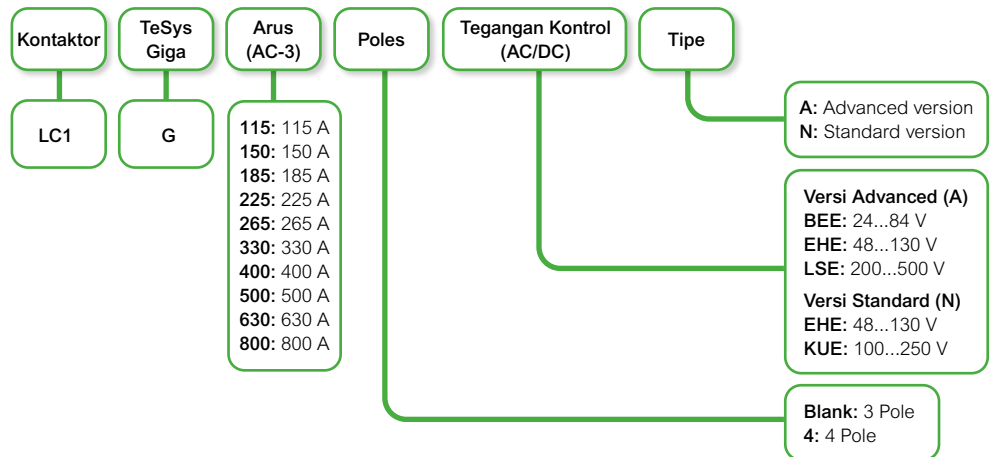 Kontaktor
TeSys
Giga
Arus
(AC-3)
Poles
Tegangan Kontrol
(AC/DC)
Tipe
LC1
G
115: 115 A
150: 150 A
185: 185 A
225: 225 A
265: 265 A
330: 330 A
400: 400 A
500: 500 A
630: 630 A
800: 800 A
A: Advanced version
N: Standard version
Versi Advanced (A)
BEE: 24...84 V
EHE: 48...130 V
LSE: 200...500 V
Versi Standard (N)
EHE: 48...130 V
KUE: 100...250 V
Blank: 3 Pole
4: 4 Pole